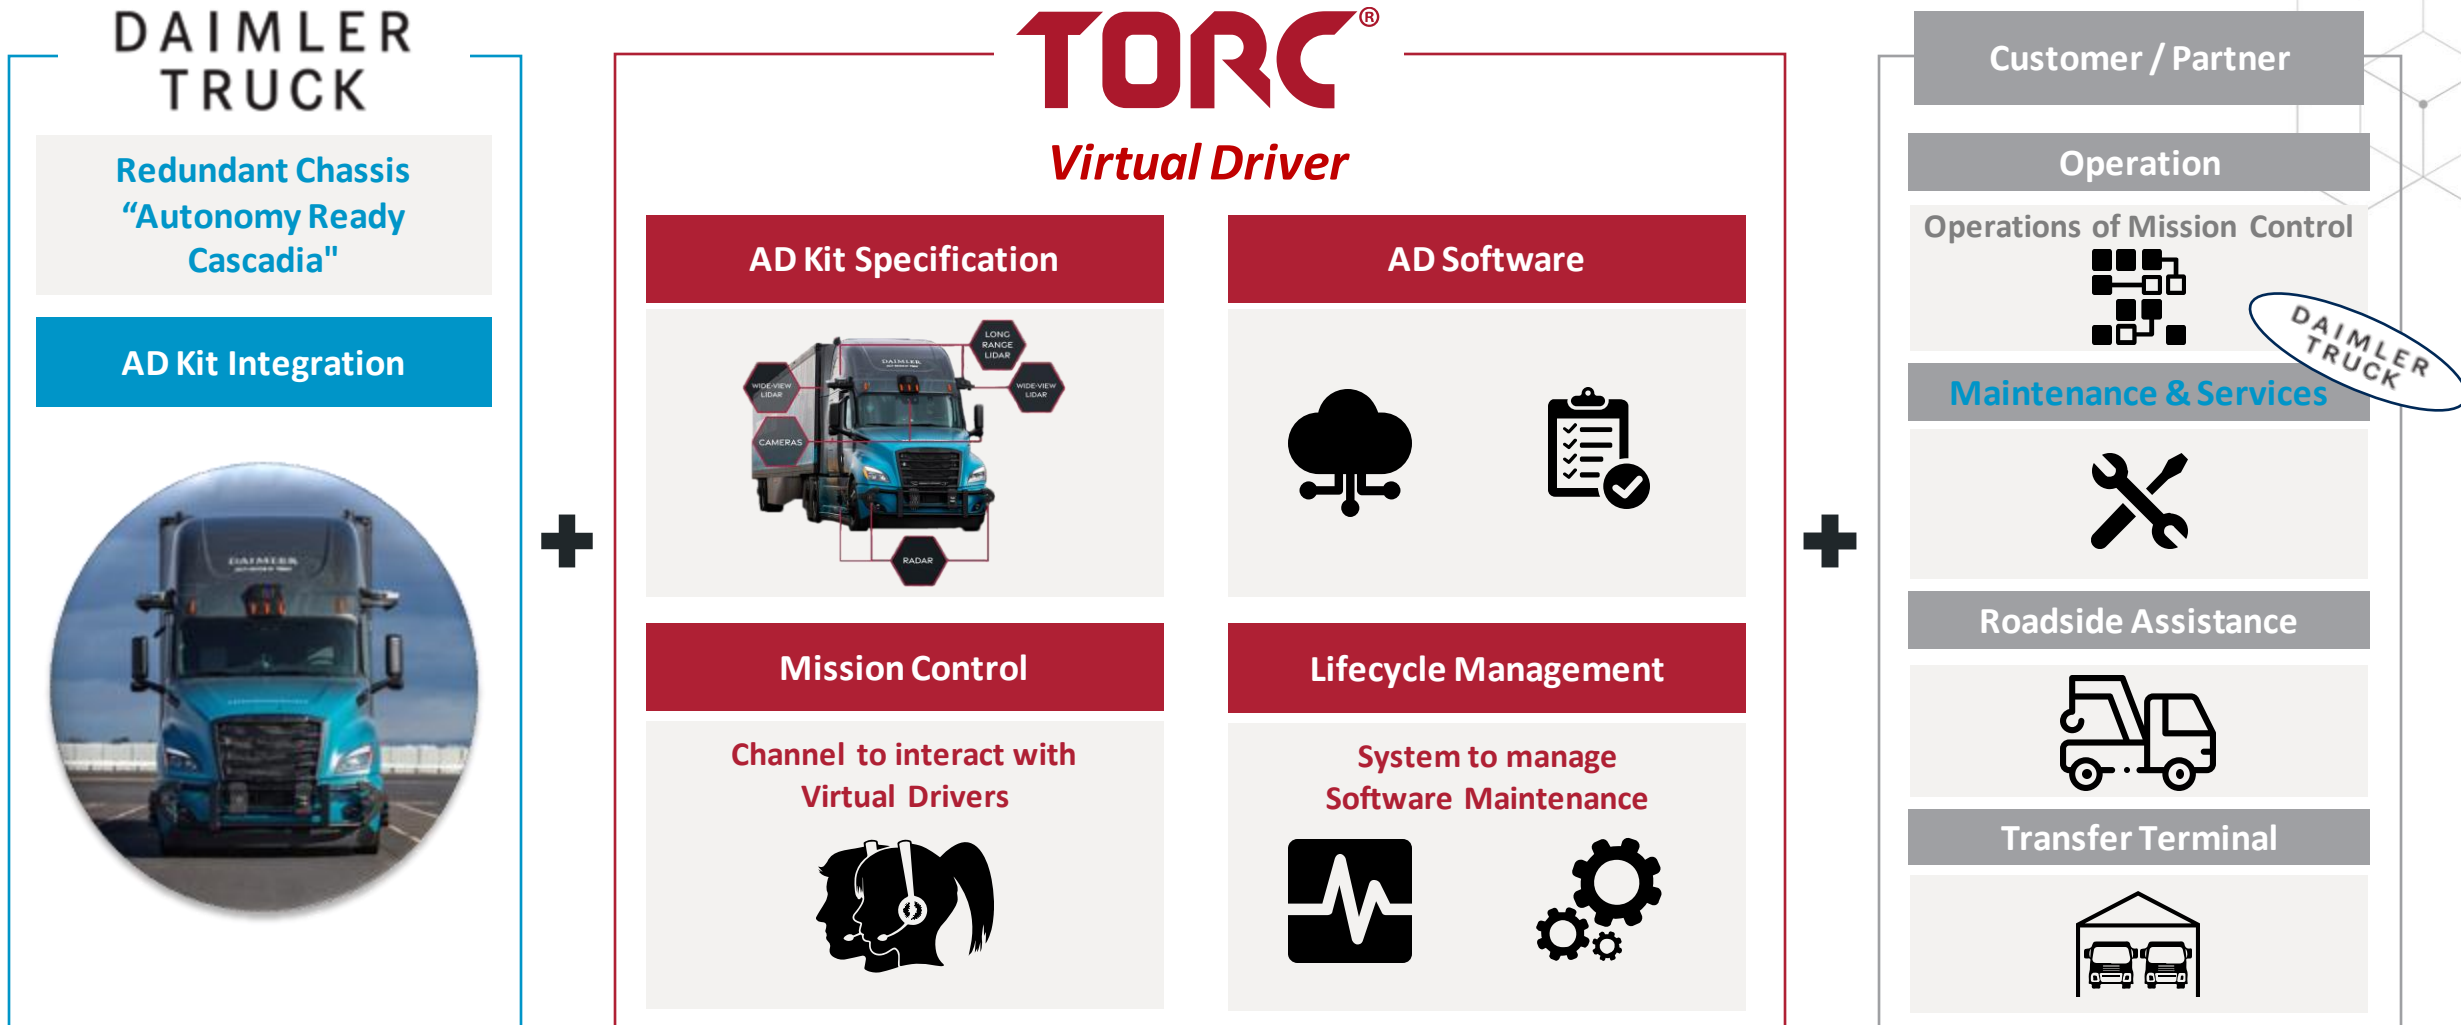 DAIMLER
TRUCK
Redundant Chassis
“Autonomy Ready
Cascadia"
AD Kit Integration
DAIMLER
TORC®
Virtual Driver
AD Kit Specification
LONG
RANGE
LIDAR
WIDE-VIEW
LIDAR
WIDE-VIEW
LIDAR
CAMERAS
RADAR
DAIMLER
AD Software
Mission Control
Channel to interact with
Virtual Drivers
Lifecycle Management
System to manage
Software Maintenance
Customer / Partner
Operation
Operations of Mission Control
DAIMLER
TRUCK
Maintenance & Services
Roadside Assistance
Transfer Terminal